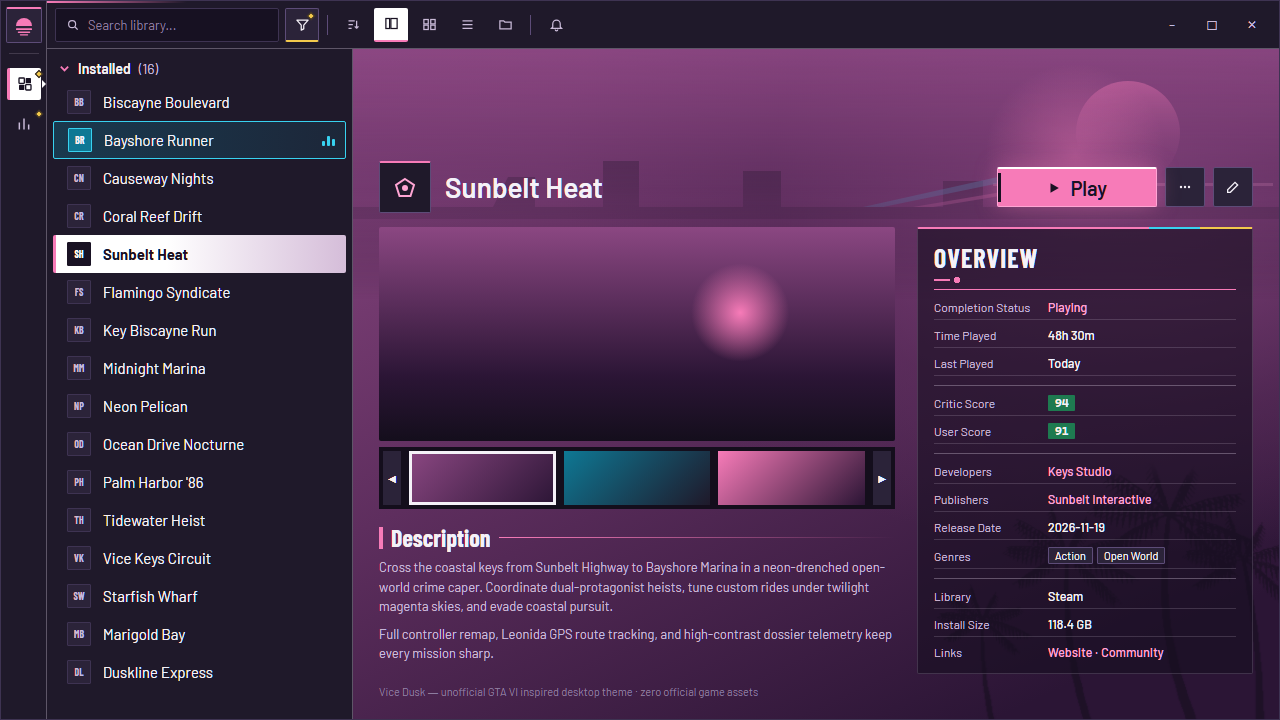 Search library...
Installed (16)
BB Biscayne Boulevard
BR Bayshore Runner
CN Causeway Nights
CR Coral Reef Drift
SH Sunbelt Heat
FS Flamingo Syndicate
KB Key Biscayne Run
MM Midnight Marina
NP Neon Pelican
OD Ocean Drive Nocturne
PH Palm Harbor '86
TH Tidewater Heist
VK Vice Keys Circuit
SW Starfish Wharf
MB Marigold Bay
DL Duskline Express
Sunbelt Heat
Play
Description
Cross the coastal keys from Sunbelt Highway to Bayshore Marina in a neon-drenched open-
world crime caper. Coordinate dual-protagonist heists, tune custom rides under twilight
magenta skies, and evade coastal pursuit.
Full controller remap, Leonida GPS route tracking, and high-contrast dossier telemetry keep
every mission sharp.
Vice Dusk — unofficial GTA VI inspired desktop theme · zero official game assets
OVERVIEW
Completion Status Playing
Time Played 48h 30m
Last Played Today
Critic Score 94
User Score 91
Developers Keys Studio
Publishers Sunbelt Interactive
Release Date 2026-11-19
Genres Action Open World
Library Steam
Install Size 118.4 GB
Links Website · Community